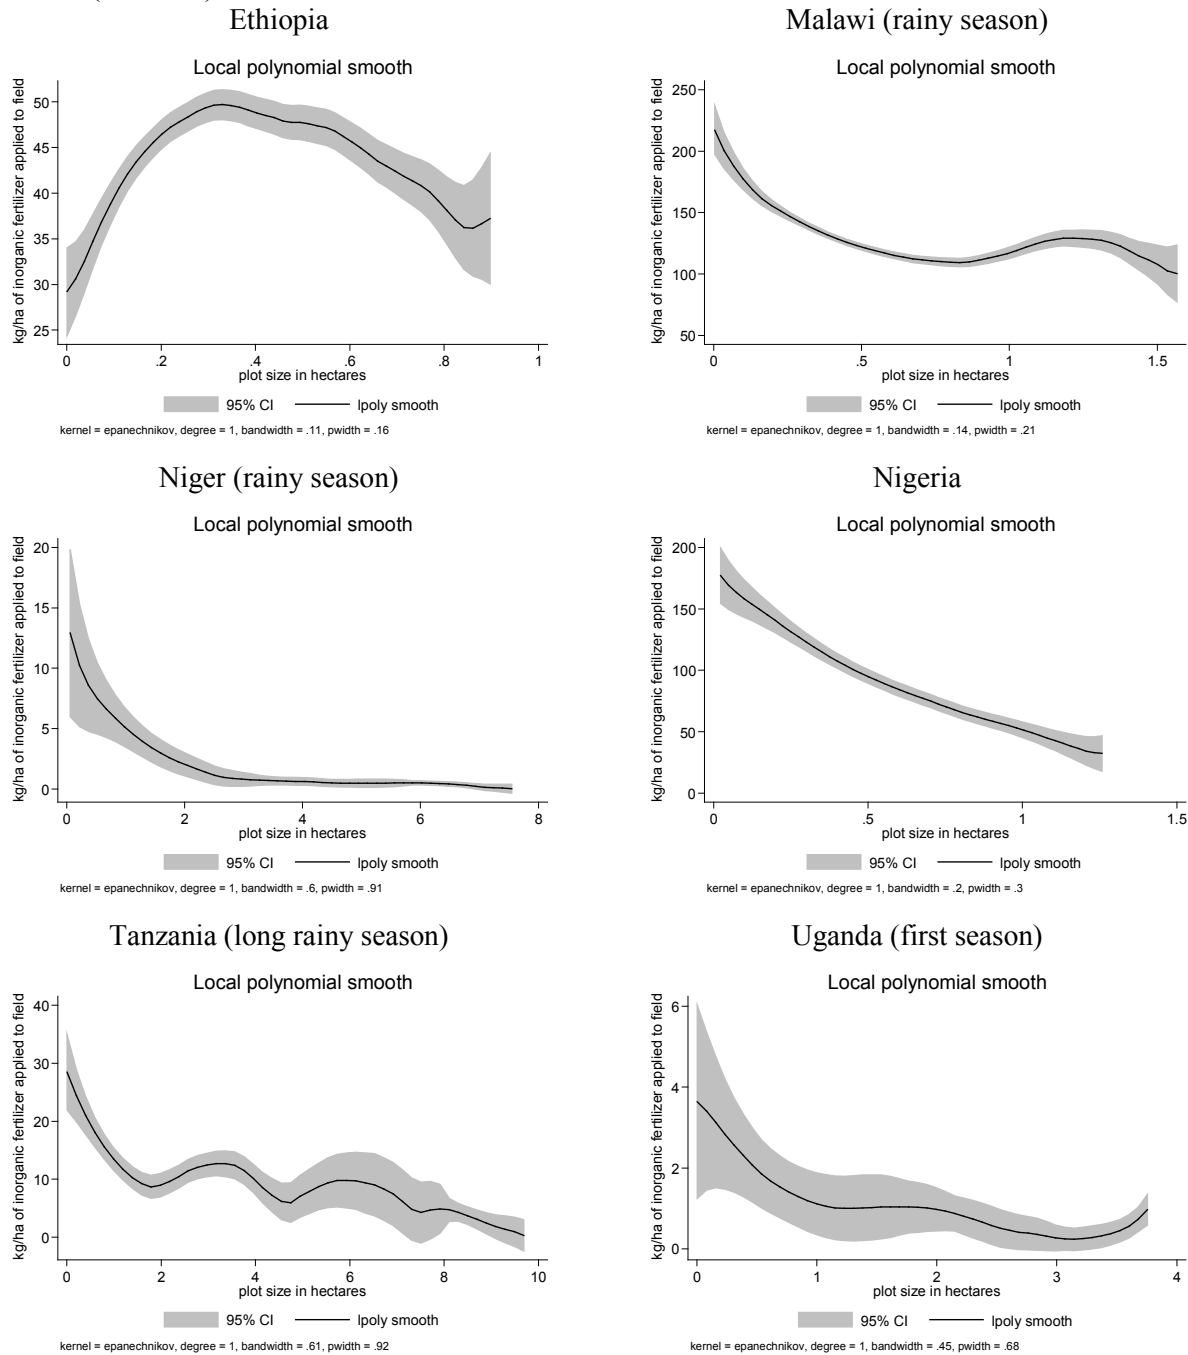 Ethiopia
Local polynomial smooth
kg/ha of inorganic fertilizer applied to field
50
45
40
35
30
25
0 .2 .4 .6 .8 1
plot size in hectares
95% CI lpoly smooth
kernel = epanechnikov, degree = 1, bandwidth = .11, pwidth = .16
Malawi (rainy season)
Local polynomial smooth
kg/ha of inorganic fertilizer applied to field
250
200
150
100
50
0 .5 1 1.5
plot size in hectares
95% CI lpoly smooth
kernel = epanechnikov, degree = 1, bandwidth = .14, pwidth = .21
Niger (rainy season)
Local polynomial smooth
kg/ha of inorganic fertilizer applied to field
20
15
10
5
0
0 2 4 6 8
plot size in hectares
95% CI lpoly smooth
kernel = epanechnikov, degree = 1, bandwidth = .6, pwidth = .91
Nigeria
Local polynomial smooth
kg/ha of inorganic fertilizer applied to field
200
150
100
50
0
0 .5 1 1.5
plot size in hectares
95% CI lpoly smooth
kernel = epanechnikov, degree = 1, bandwidth = .2, pwidth = .3
Tanzania (long rainy season)
Local polynomial smooth
kg/ha of inorganic fertilizer applied to field
40
30
20
10
0
0 2 4 6 8 10
plot size in hectares
95% CI lpoly smooth
kernel = epanechnikov, degree = 1, bandwidth = .61, pwidth = .92
Uganda (first season)
Local polynomial smooth
kg/ha of inorganic fertilizer applied to field
6
4
2
0
0 1 2 3 4
plot size in hectares
95% CI lpoly smooth
kernel = epanechnikov, degree = 1, bandwidth = .45, pwidth = .68